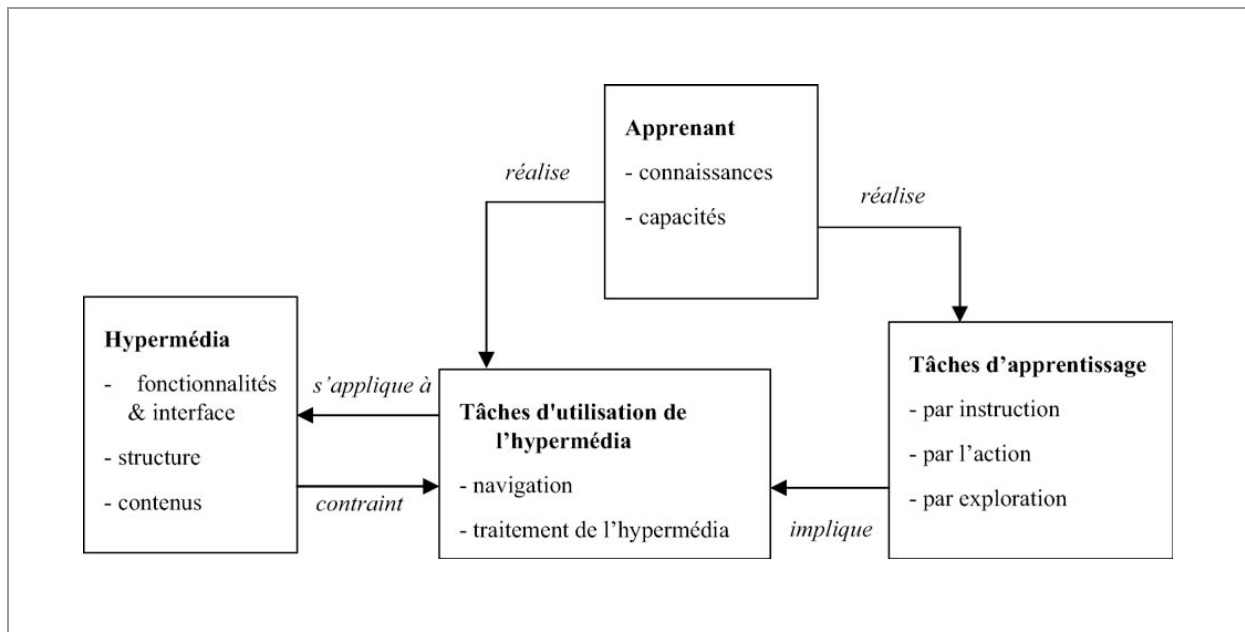 Apprenant
- connaissances
- capacités
réalise
réalise
Hypermédia
- fonctionnalités
& interface
- structure
- contenus
s’applique à
contraint
Tâches d'utilisation de
l’hypermédia
- navigation
- traitement de l’hypermédia
Tâches d’apprentissage
- par instruction
- par l’action
- par exploration
implique